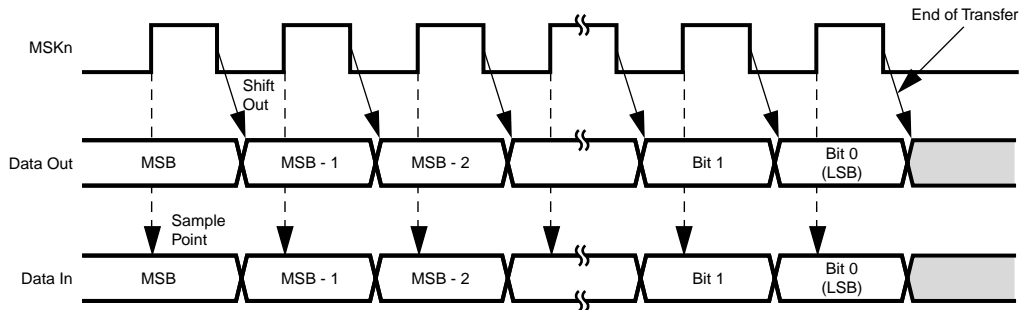 End of Transfer
MSKn
Shift
Out
Data Out
MSB
MSB - 1
MSB - 2
Bit 1
Bit 0
(LSB)
Sample
Point
Data In
MSB
MSB - 1
MSB - 2
Bit 1
Bit 0
(LSB)